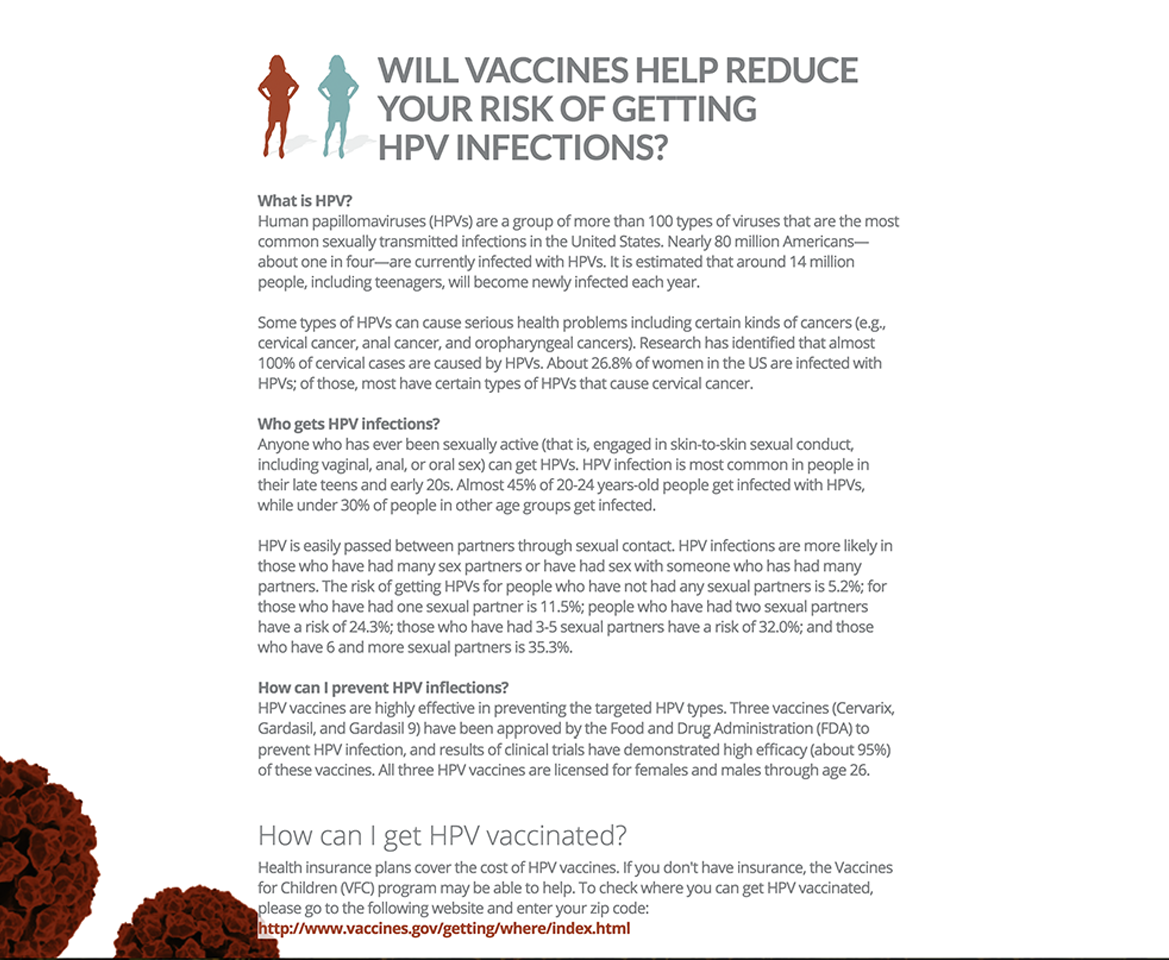 WILL VACCINES HELP REDUCE
YOUR RISK OF GETTING
HPV INFECTIONS?
What is HPV?
Human papillomaviruses (HPVs) are a group of more than 100 types of viruses that are the most
common sexually transmitted infections in the United States. Nearly 80 million Americans—
about one in four—are currently infected with HPVs. It is estimated that around 14 million
people, including teenagers, will become newly infected each year.
Some types of HPVs can cause serious health problems including certain kinds of cancers (e.g.,
cervical cancer, anal cancer, and oropharyngeal cancers). Research has identified that almost
100% of cervical cases are caused by HPVs. About 26.8% of women in the US are infected with
HPVs; of those, most have certain types of HPVs that cause cervical cancer.
Who gets HPV infections?
Anyone who has ever been sexually active (that is, engaged in skin-to-skin sexual conduct,
including vaginal, anal, or oral sex) can get HPVs. HPV infection is most common in people in
their late teens and early 20s. Almost 45% of 20-24 years-old people get infected with HPVs,
while under 30% of people in other age groups get infected.
HPV is easily passed between partners through sexual contact. HPV infections are more likely in
those who have had many sex partners or have had sex with someone who has had many
partners. The risk of getting HPVs for people who have not had any sexual partners is 5.2%; for
those who have had one sexual partner is 11.5%; people who have had two sexual partners
have a risk of 24.3%; those who have had 3-5 sexual partners have a risk of 32.0%; and those
who have 6 and more sexual partners is 35.3%.
How can I prevent HPV inflections?
HPV vaccines are highly effective in preventing the targeted HPV types. Three vaccines (Cervarix,
Gardasil, and Gardasil 9) have been approved by the Food and Drug Administration (FDA) to
prevent HPV infection, and results of clinical trials have demonstrated high efficacy (about 95%)
of these vaccines. All three HPV vaccines are licensed for females and males through age 26.
How can I get HPV vaccinated?
Health insurance plans cover the cost of HPV vaccines. If you don't have insurance, the Vaccines
for Children (VFC) program may be able to help. To check where you can get HPV vaccinated,
please go to the following website and enter your zip code:
http://www.vaccines.gov/getting/where/index.html